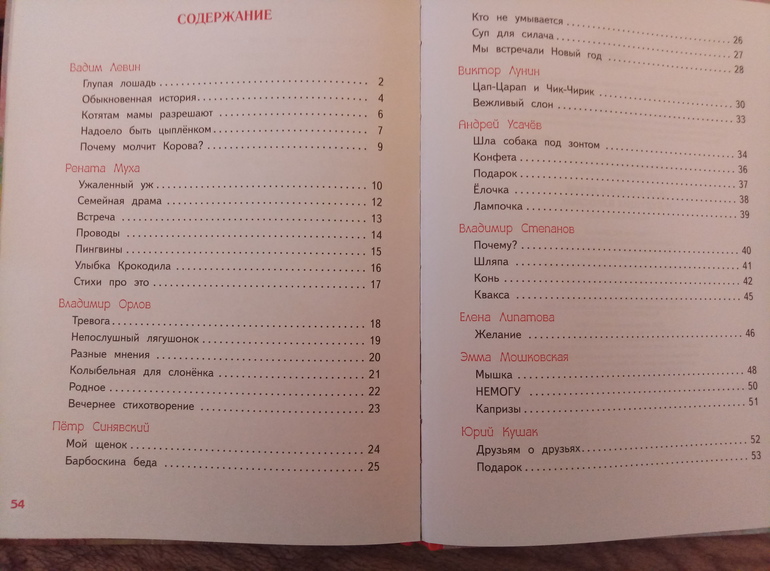 СОДЕРЖАНИЕ
Вадим Левин
Глупая лошадь 2
Обыкновенная история 4
Котятам мамы разрешают 6
Надоело быть цыплёнком 7
Почему молчит Корова? 9
Рената Муха
Ужаленный уж 10
Семейная драма 12
Встреча 13
Проводы 14
Пингвины 15
Улыбка Крокодила 16
Стихи про это 17
Владимир Орлов
Тревога 18
Непослушный лягушонок 19
Разные мнения 20
Колыбельная для слонёнка 21
Родное 22
Вечернее стихотворение 23
Пётр Синявский
Мой щенок 24
Барбоскина беда 25
54
Кто не умывается 26
Суп для силача 27
Мы встречали Новый год 28
Виктор Лунин
Цап-Царап и Чик-Чирик 30
Вежливый слон 33
Андрей Усачёв
Шла собака под зонтом 34
Конфета 36
Подарок 37
Ёлочка 38
Лампочка 39
Владимир Степанов
Почему? 40
Шляпа 41
Конь 42
Квакса 45
Елена Липатова
Желание 46
Эмма Мошковская
Мышка 48
НЕМОГУ 50
Капризы 51
Юрий Кушак
Друзьям о друзьях 52
Подарок 53